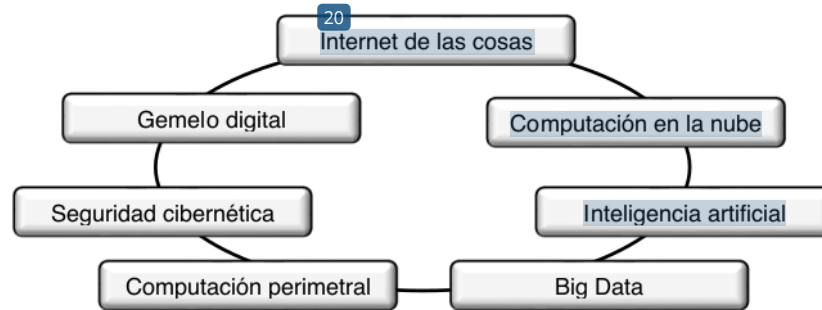 20
Internet de las cosas
Gemelo digital
Computación en la nube
Seguridad cibernética
Inteligencia artificial
Computación perimetral
Big Data